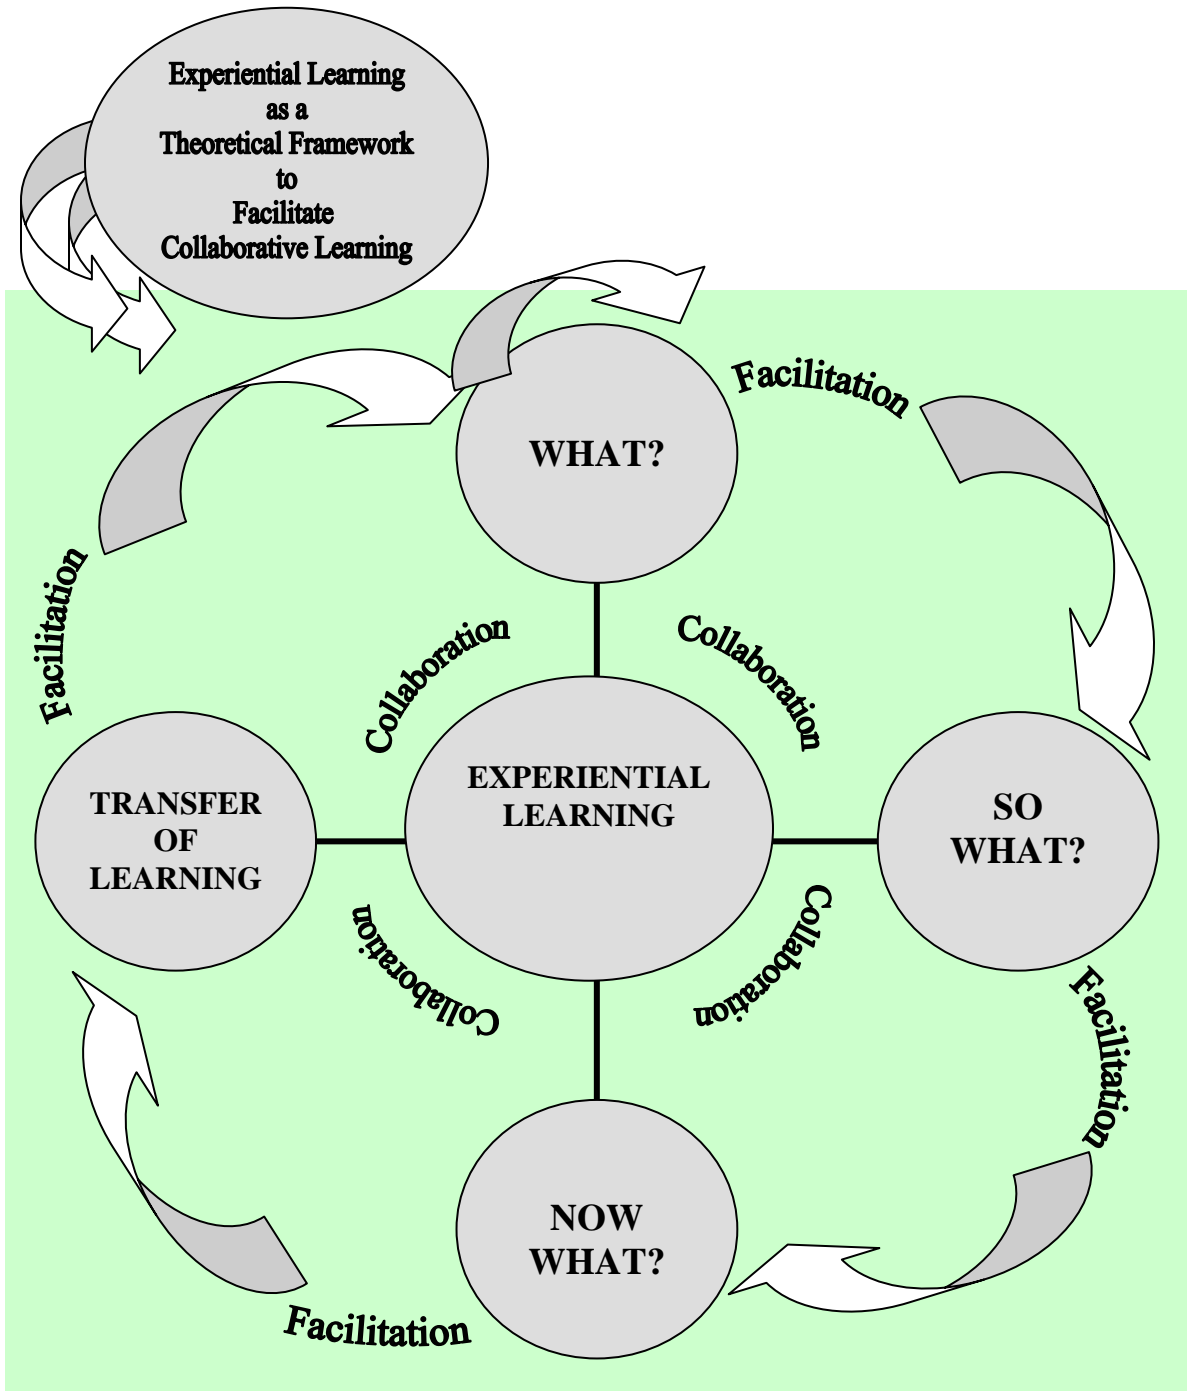 Experiential Learning
as a
Theoretical Framework
to
Facilitate
Collaborative Learning
WHAT?
Facilitation
Facilitation
Collaboration
Collaboration
TRANSFER
OF
LEARNING
EXPERIENTIAL
LEARNING
SO
WHAT?
Collaboration
Collaboration
Facilitation
NOW
WHAT?
Facilitation